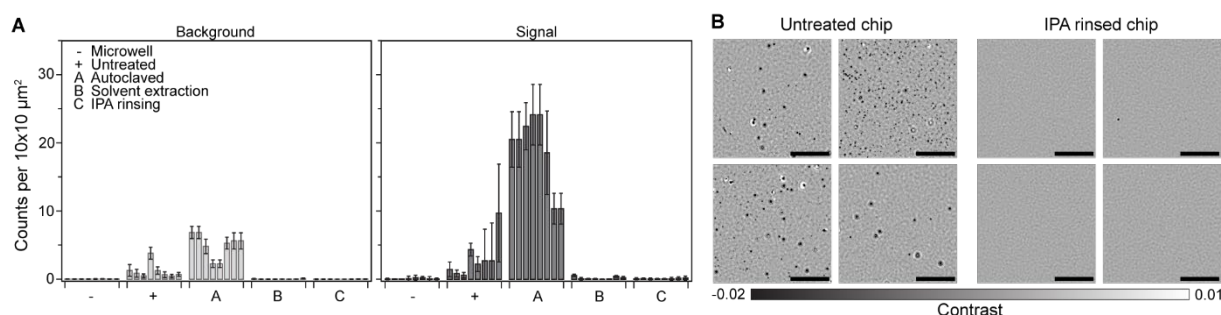 A
Background
Signal
Counts per 10x10 µm²
30
20
10
0
- Microwell
+ Untreated
A Autoclaved
B Solvent extraction
C IPA rinsing
- + A B C
- + A B C
B
Untreated chip
IPA rinsed chip
-0.02
0.01
Contrast